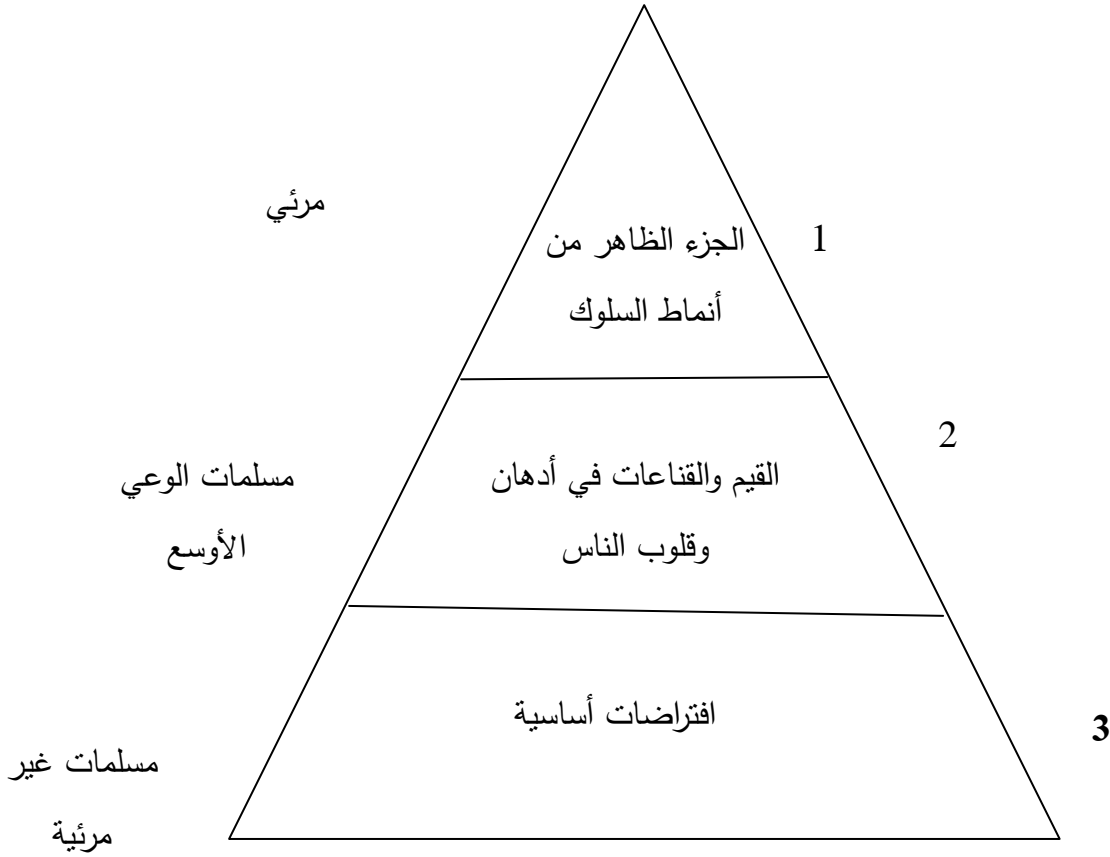 مرئي
الجزء الظاهر من
أنماط السلوك
1
2
القيم والقناعات في أدهان
وقلوب الناس
مسلمات الوعي
الأوسع
افتراضات أساسية
3
مسلمات غير
مرئية